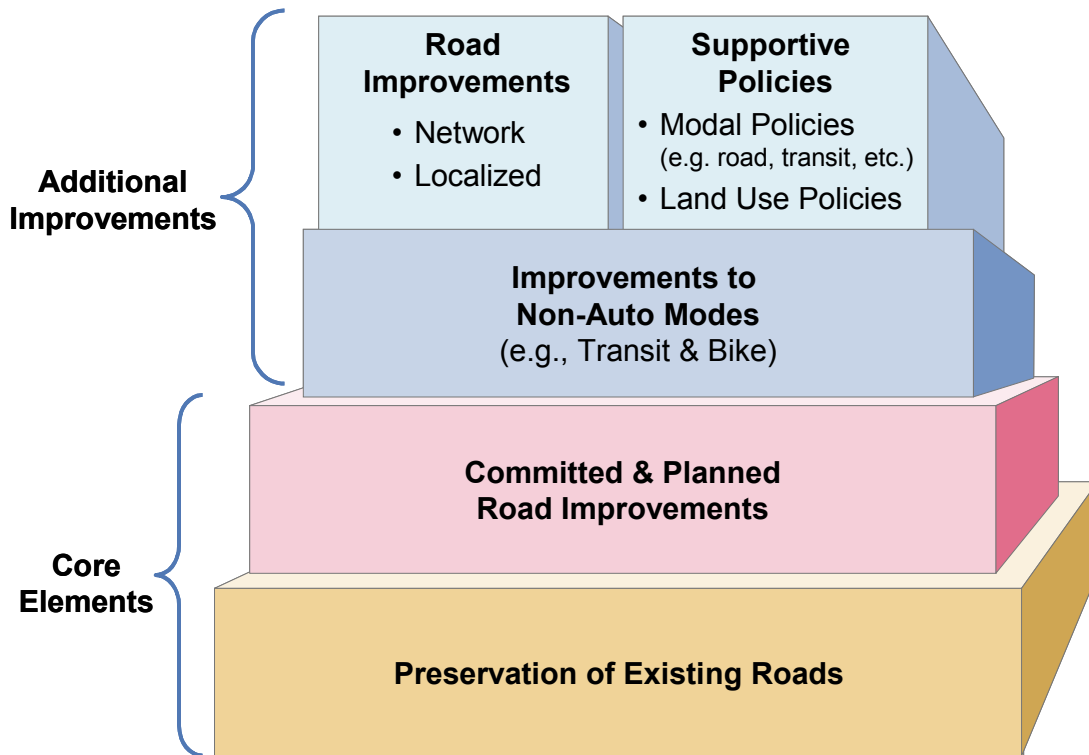 Road
Improvements
• Network
• Localized
Supportive
Policies
• Modal Policies
(e.g. road, transit, etc.)
• Land Use Policies
Additional
Improvements
Improvements to
Non-Auto Modes
(e.g., Transit & Bike)
Committed & Planned
Road Improvements
Core
Elements
Preservation of Existing Roads